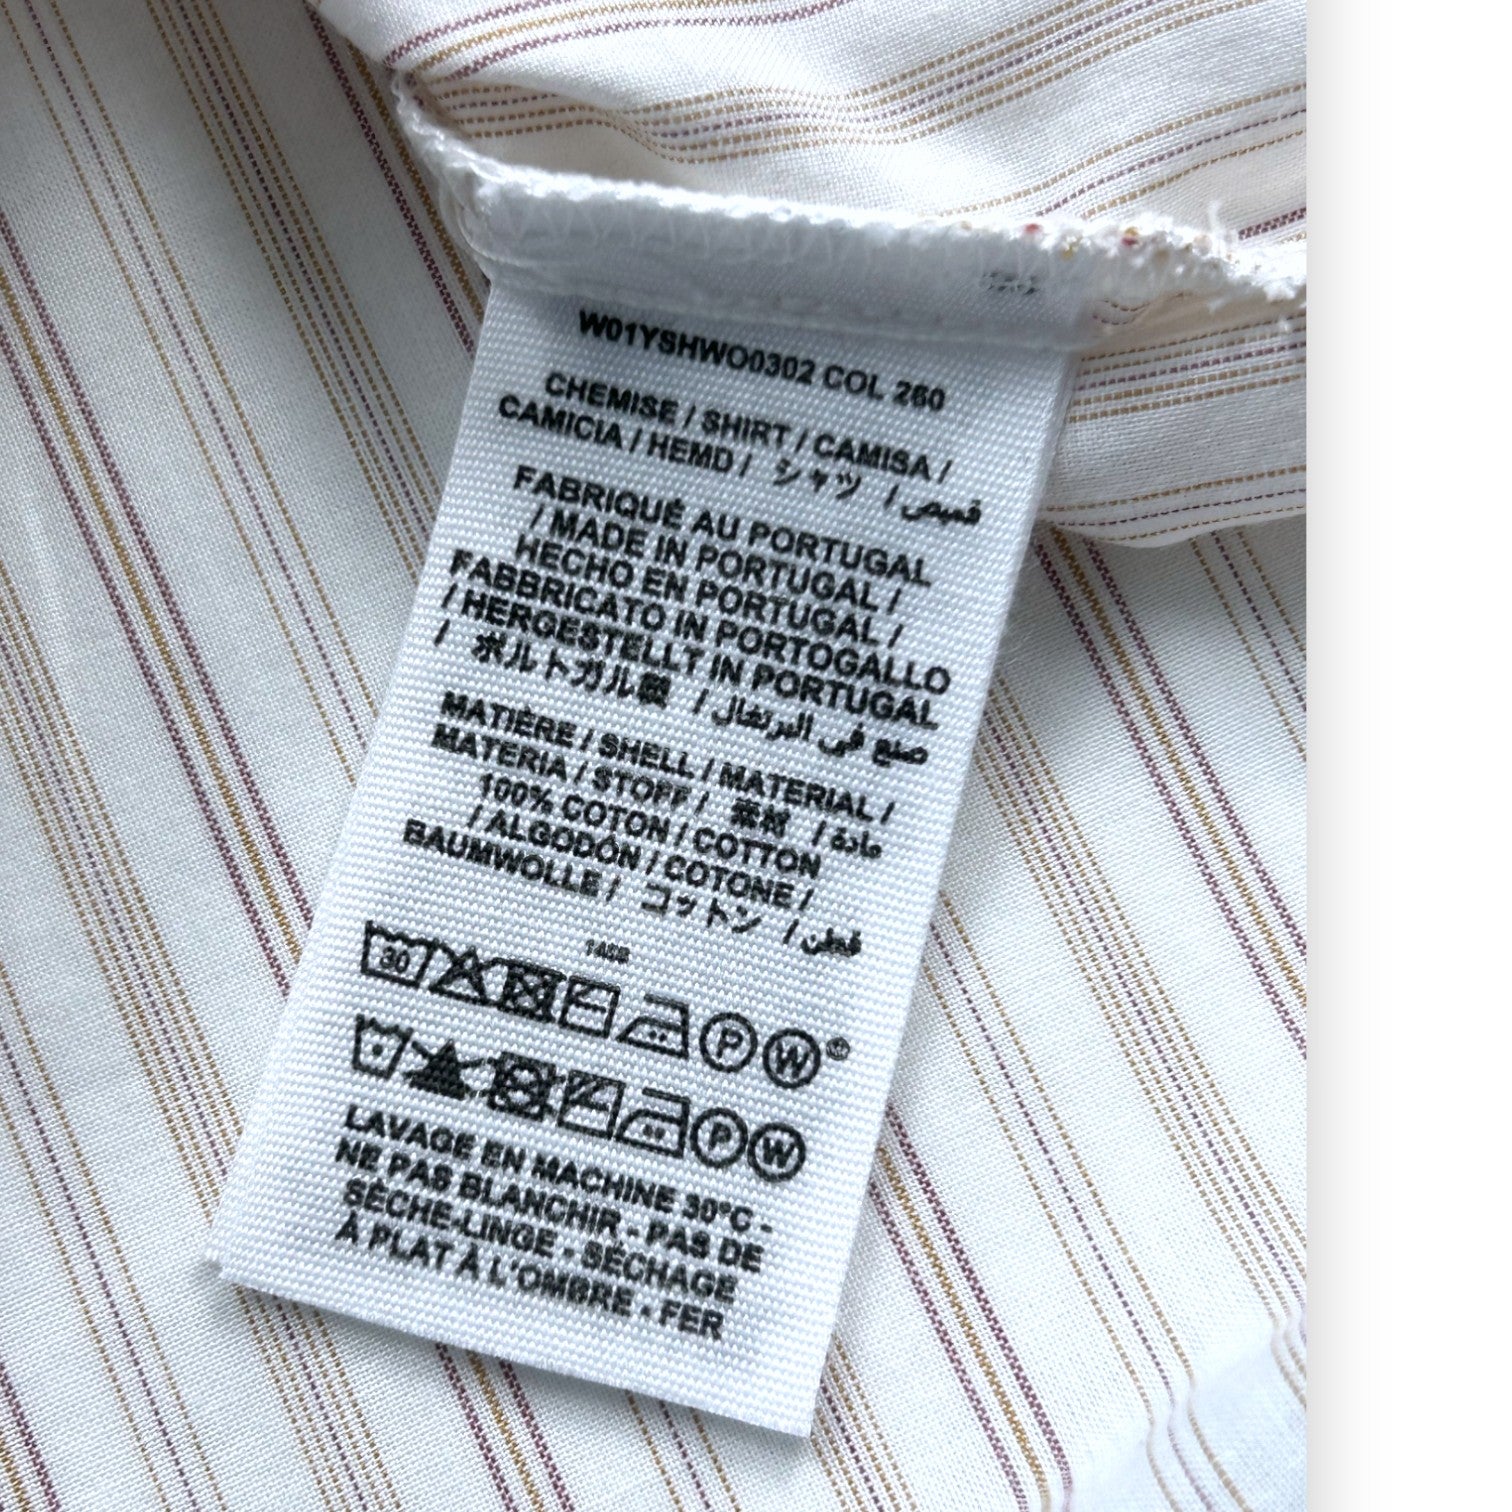 W01YSHWO0302 COL 260
CHEMISE / SHIRT / CAMISA /
CAMICIA / HEMD / シャツ / قميص
FABRIQUÉ AU PORTUGAL
/ MADE IN PORTUGAL /
HECHO EN PORTUGAL /
FABBRICATO IN PORTOGALLO
/ HERGESTELLT IN PORTUGAL
/ ポルトガル製 / صنع في البرتغال
MATIÈRE / SHELL / MATERIAL /
MATERIA / STOFF / 素材 / مادة
100% COTON / COTTON
/ ALGODÓN / COTONE /
BAUMWOLLE / コットン / قطن
30 P W
P W
LAVAGE EN MACHINE 30°C -
NE PAS BLANCHIR - PAS DE
SÈCHE-LINGE - SÉCHAGE
À PLAT À L'OMBRE - FER